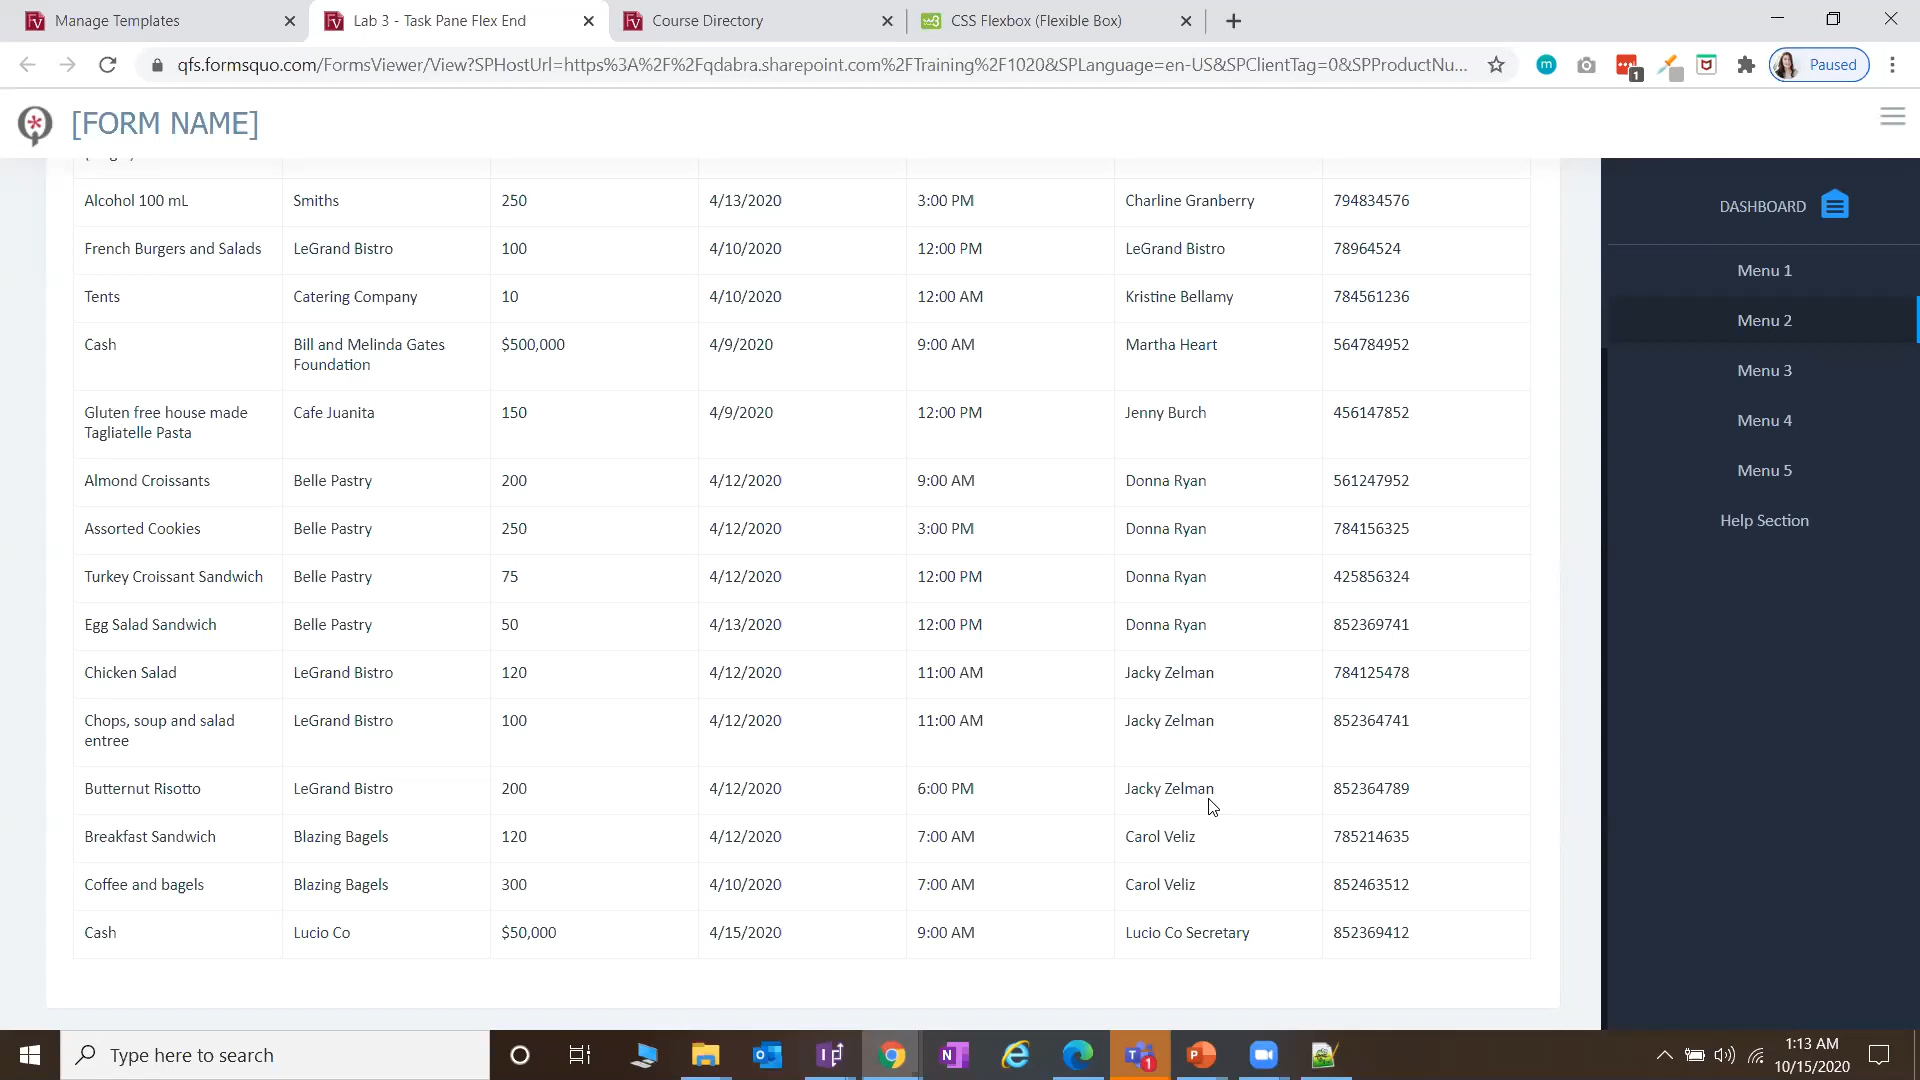 Manage Templates
Lab 3 - Task Pane Flex End
Course Directory
CSS Flexbox (Flexible Box)
qfs.formsquo.com/FormsViewer/View?SPHostUrl=https%3A%2F%2Fqdabra.sharepoint.com%2FTraining%2F1020&SPLanguage=en-US&SPClientTag=0&SPProductNu...
m
1
Paused
[FORM NAME]
Alcohol 100 mL Smiths 250 4/13/2020 3:00 PM Charline Granberry 794834576
French Burgers and Salads LeGrand Bistro 100 4/10/2020 12:00 PM LeGrand Bistro 78964524
Tents Catering Company 10 4/10/2020 12:00 AM Kristine Bellamy 784561236
Cash Bill and Melinda Gates $500,000 4/9/2020 9:00 AM Martha Heart 564784952
Foundation
Gluten free house made Cafe Juanita 150 4/9/2020 12:00 PM Jenny Burch 456147852
Tagliatelle Pasta
Almond Croissants Belle Pastry 200 4/12/2020 9:00 AM Donna Ryan 561247952
Assorted Cookies Belle Pastry 250 4/12/2020 3:00 PM Donna Ryan 784156325
Turkey Croissant Sandwich Belle Pastry 75 4/12/2020 12:00 PM Donna Ryan 425856324
Egg Salad Sandwich Belle Pastry 50 4/13/2020 12:00 PM Donna Ryan 852369741
Chicken Salad LeGrand Bistro 120 4/12/2020 11:00 AM Jacky Zelman 784125478
Chops, soup and salad LeGrand Bistro 100 4/12/2020 11:00 AM Jacky Zelman 852364741
entree
Butternut Risotto LeGrand Bistro 200 4/12/2020 6:00 PM Jacky Zelman 852364789
Breakfast Sandwich Blazing Bagels 120 4/12/2020 7:00 AM Carol Veliz 785214635
Coffee and bagels Blazing Bagels 300 4/10/2020 7:00 AM Carol Veliz 852463512
Cash Lucio Co $50,000 4/15/2020 9:00 AM Lucio Co Secretary 852369412
DASHBOARD
Menu 1
Menu 2
Menu 3
Menu 4
Menu 5
Help Section
Type here to search
1
1:13 AM
10/15/2020